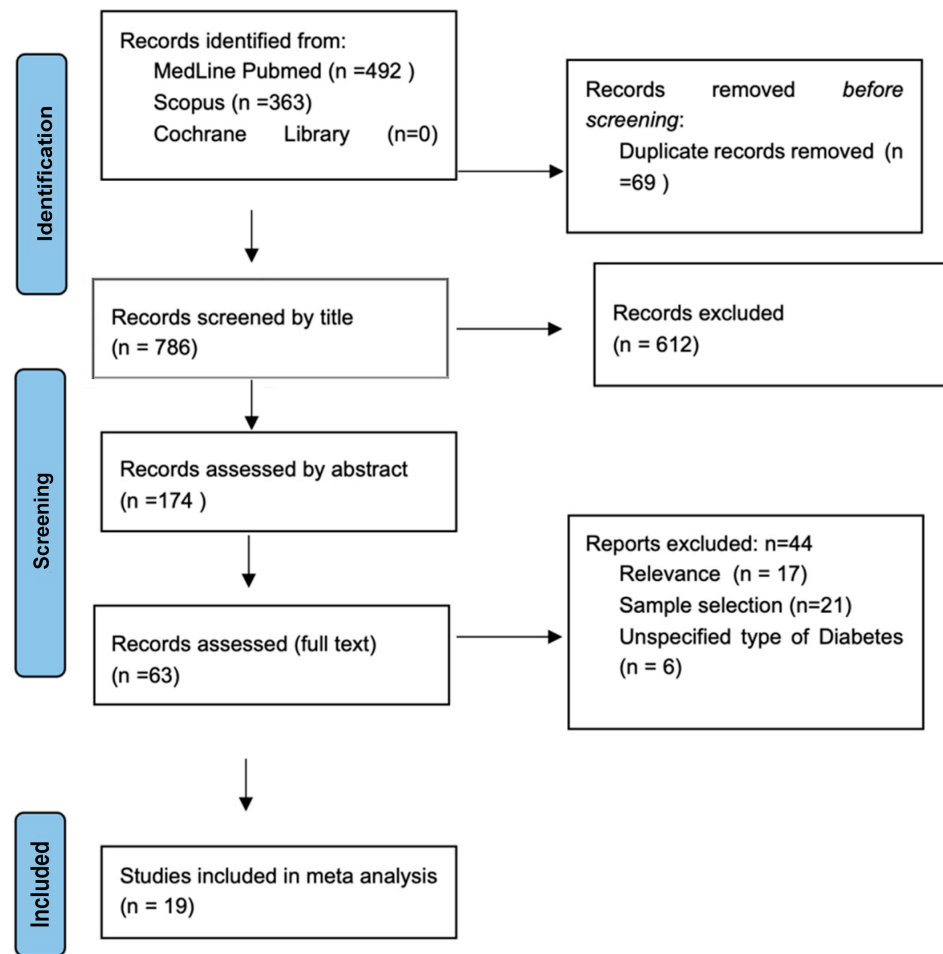 Identification
Records identified from:
MedLine Pubmed (n =492 )
Scopus (n =363)
Cochrane Library (n=0)
Records removed before
screening:
Duplicate records removed (n
=69 )
Records screened by title
(n = 786)
Records excluded
(n = 612)
Screening
Records assessed by abstract
(n =174 )
Records assessed (full text)
(n =63)
Reports excluded: n=44
Relevance (n = 17)
Sample selection (n=21)
Unspecified type of Diabetes
(n = 6)
Included
Studies included in meta analysis
(n = 19)